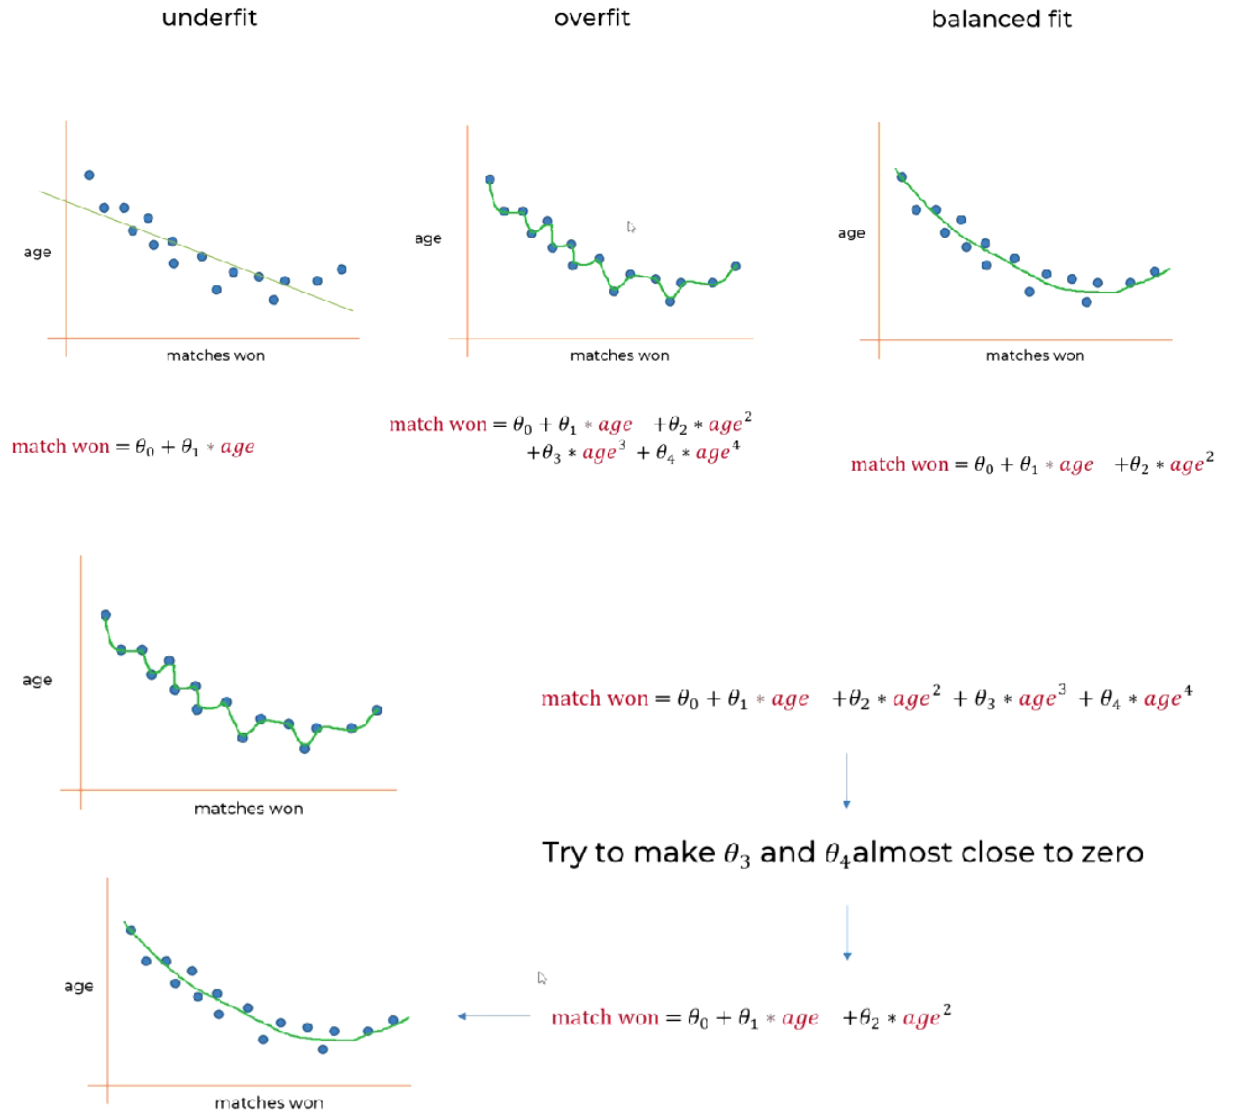 underfit
overfit
balanced fit
age
matches won
age
matches won
age
matches won
match won = θ₀ + θ₁ * age
match won = θ₀ + θ₁ * age +θ₂ * age²
+θ₃ * age³ + θ₄ * age⁴
match won = θ₀ + θ₁ * age +θ₂ * age²
age
matches won
match won = θ₀ + θ₁ * age +θ₂ * age² + θ₃ * age³ + θ₄ * age⁴
Try to make θ₃ and θ₄almost close to zero
age
matches won
match won = θ₀ + θ₁ * age +θ₂ * age²